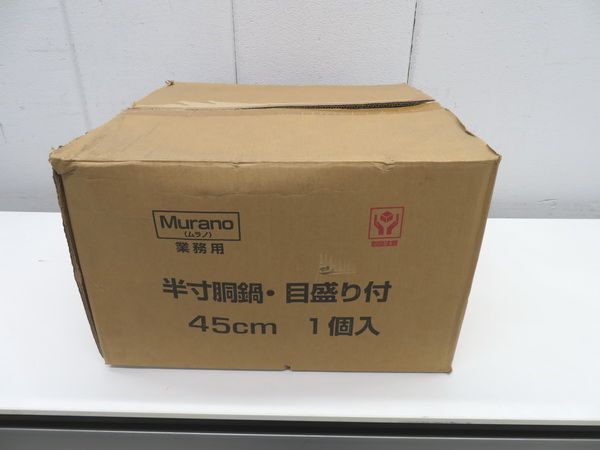 Murano
(ムラノ)
業務用
半寸胴鍋・目盛り付
45cm 1個入